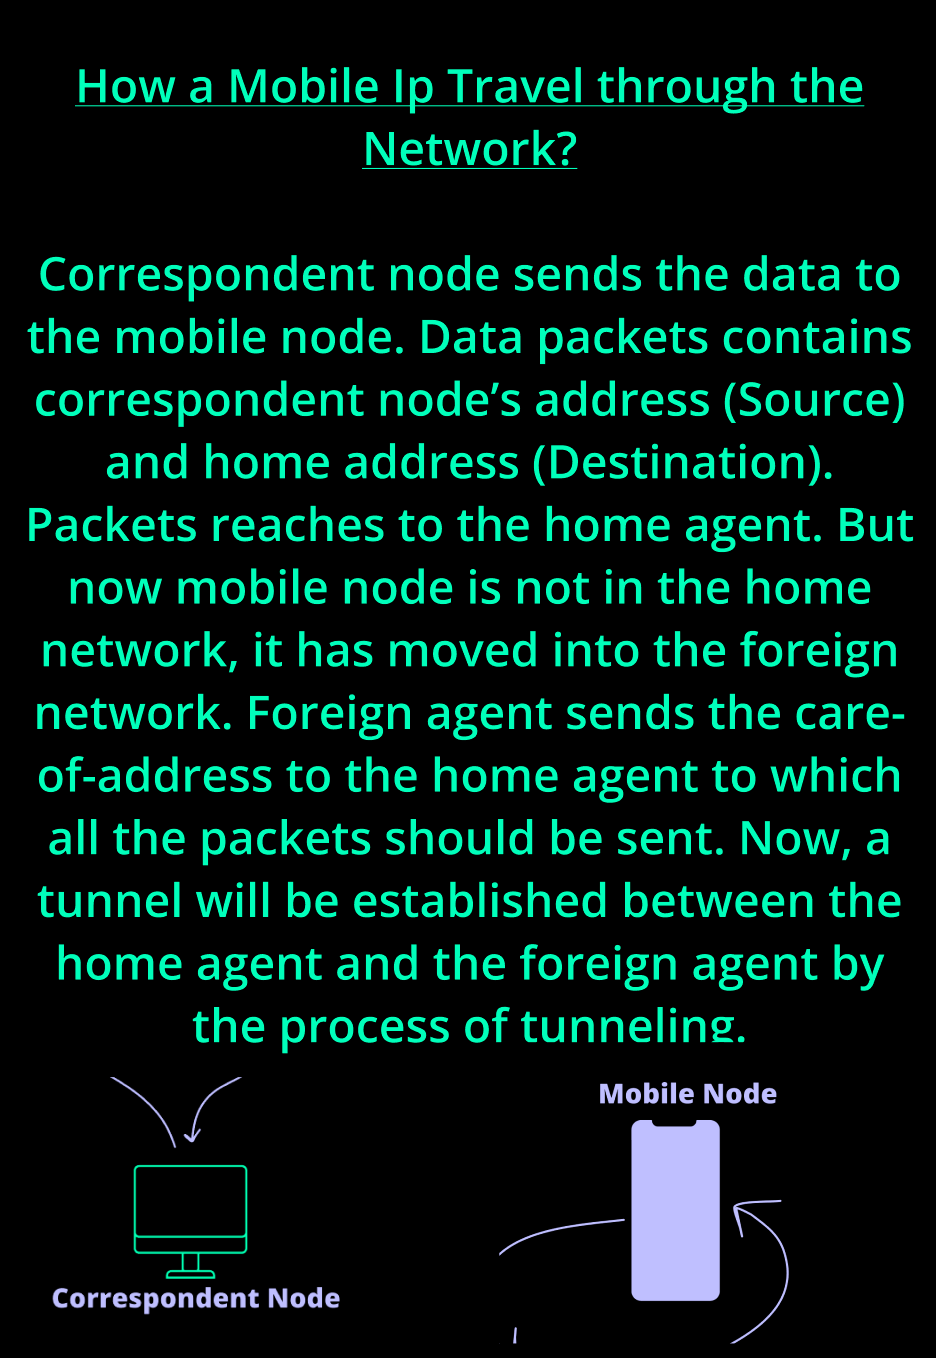 How a Mobile Ip Travel through the
Network?
Correspondent node sends the data to
the mobile node. Data packets contains
correspondent node’s address (Source)
and home address (Destination).
Packets reaches to the home agent. But
now mobile node is not in the home
network, it has moved into the foreign
network. Foreign agent sends the care-
of-address to the home agent to which
all the packets should be sent. Now, a
tunnel will be established between the
home agent and the foreign agent by
the process of tunneling.
Mobile Node
Correspondent Node